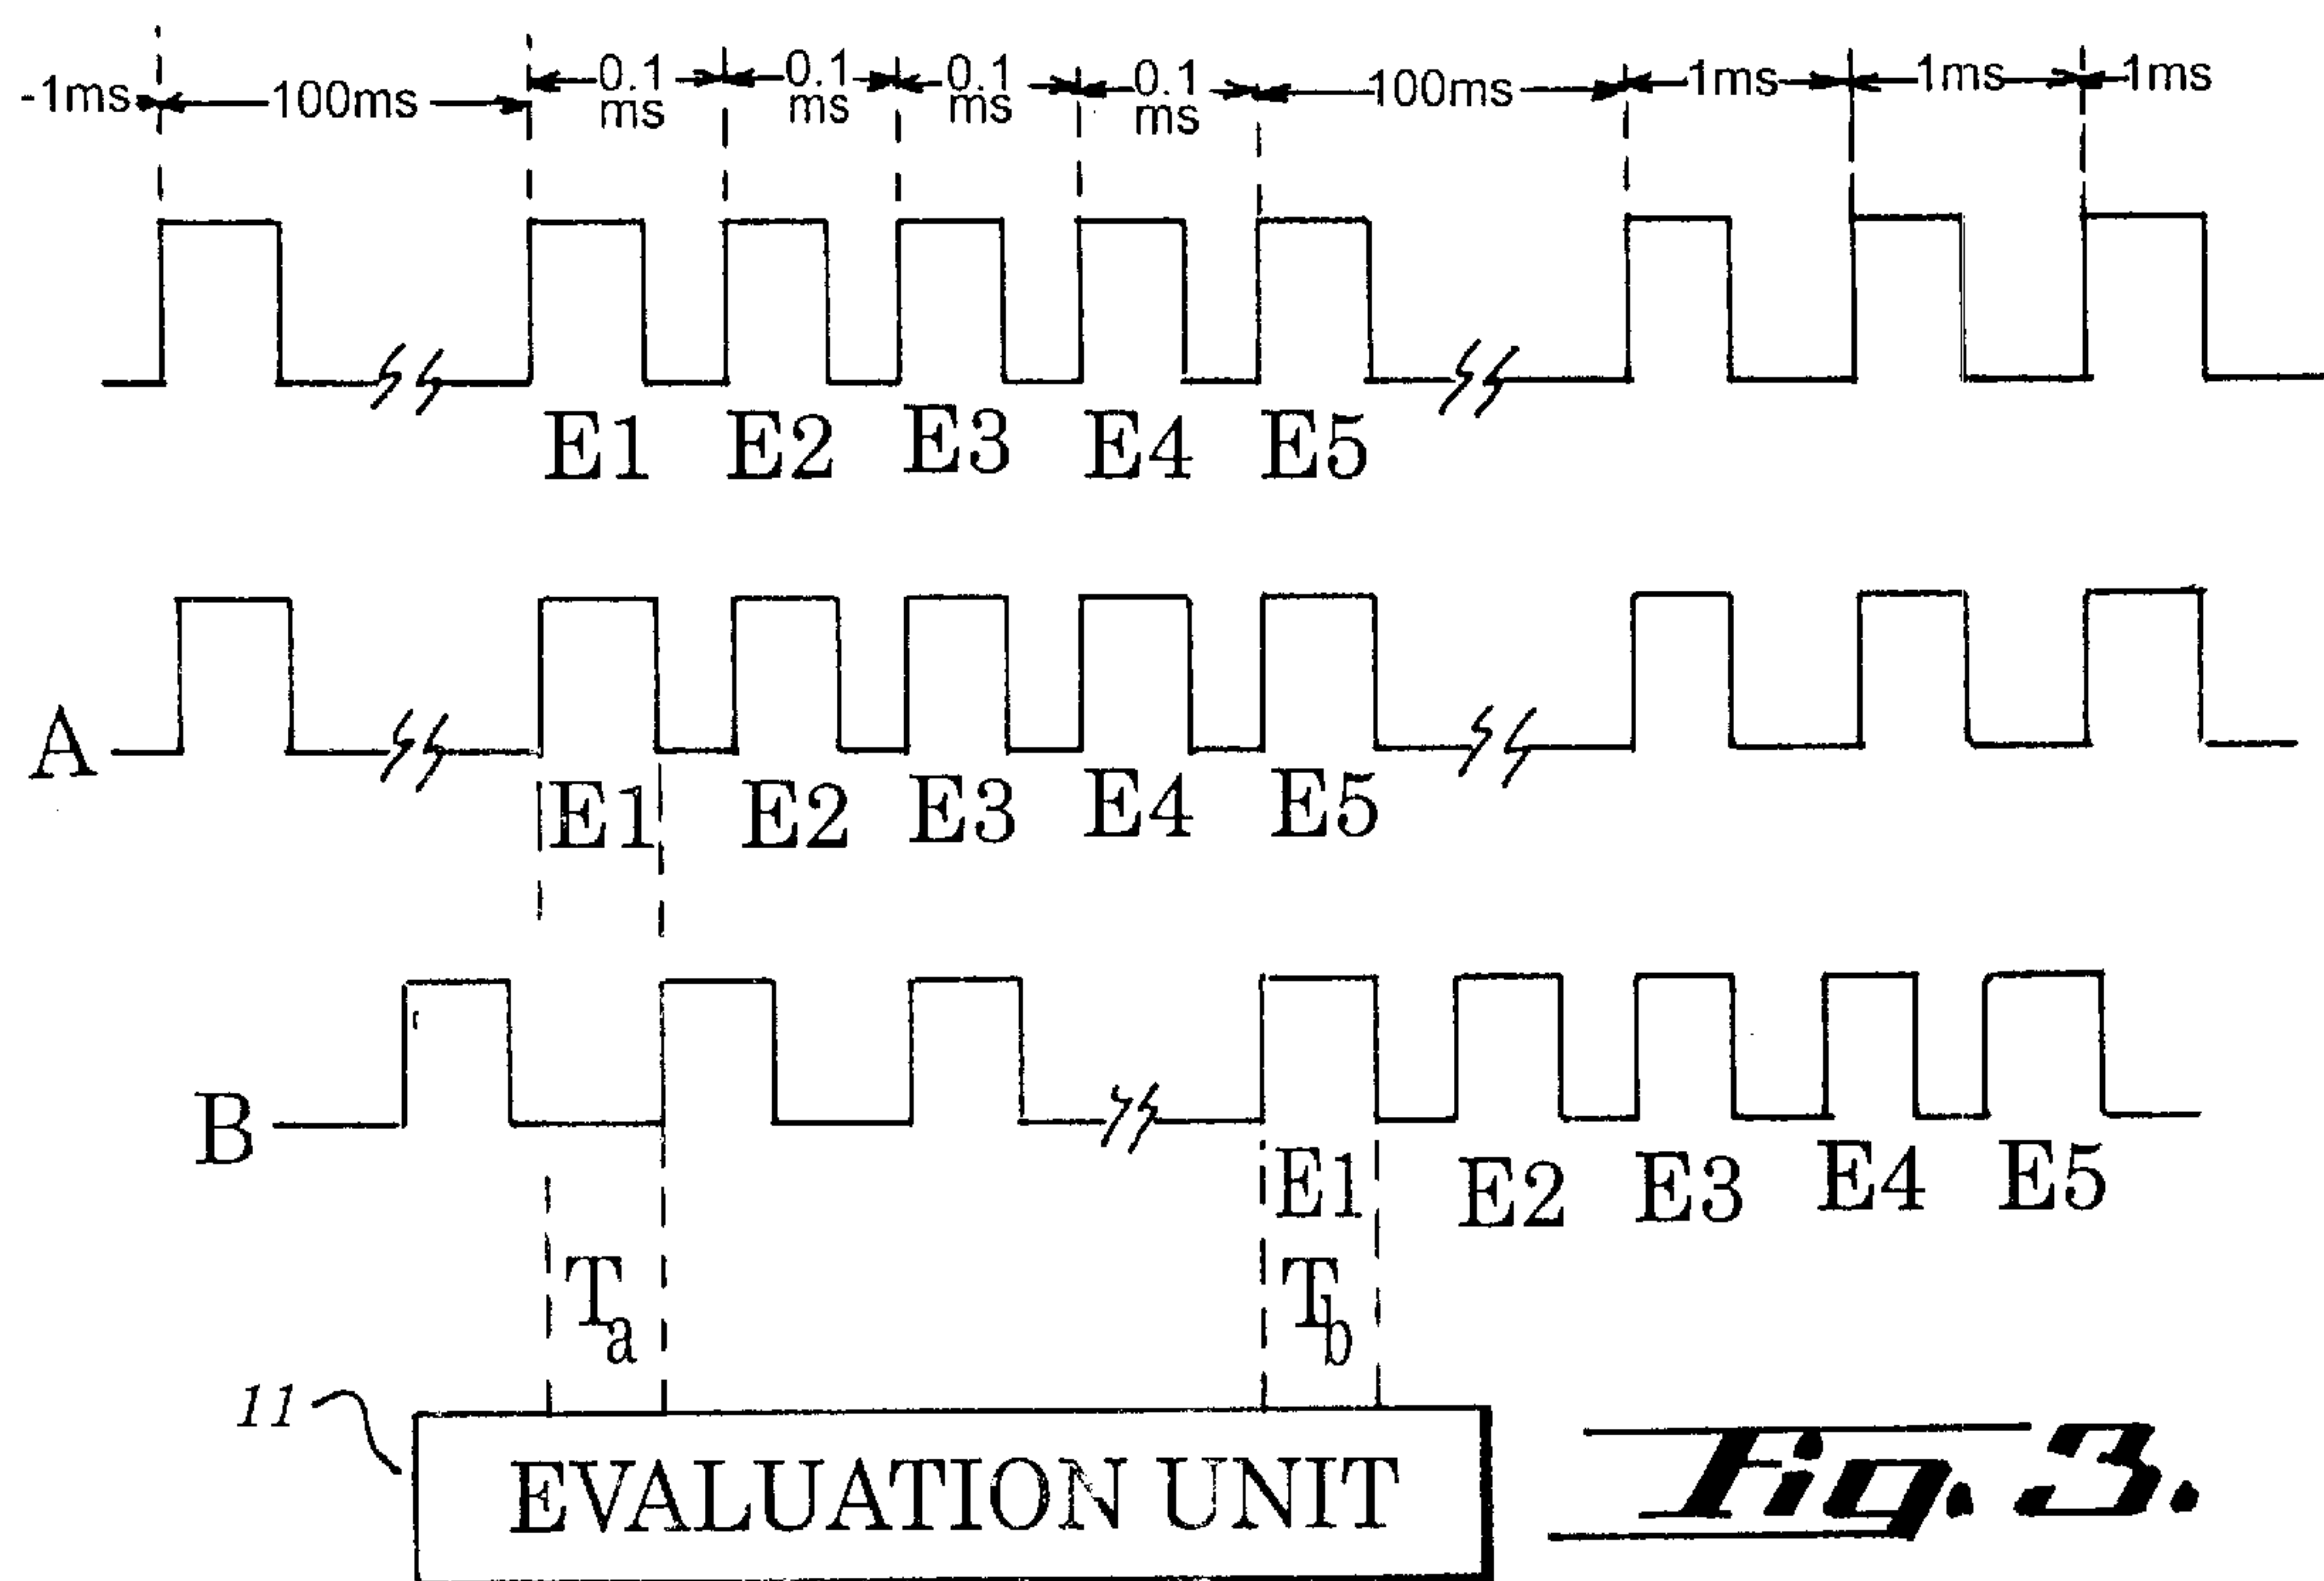 -1ms 100ms 0.1 ms 0.1 ms 0.1 ms 0.1 ms 100ms 1ms 1ms 1ms
E1 E2 E3 E4 E5
A
E1 E2 E3 E4 E5
B
E1 E2 E3 E4 E5
Ta Tb
11
EVALUATION UNIT
Fig. 3.